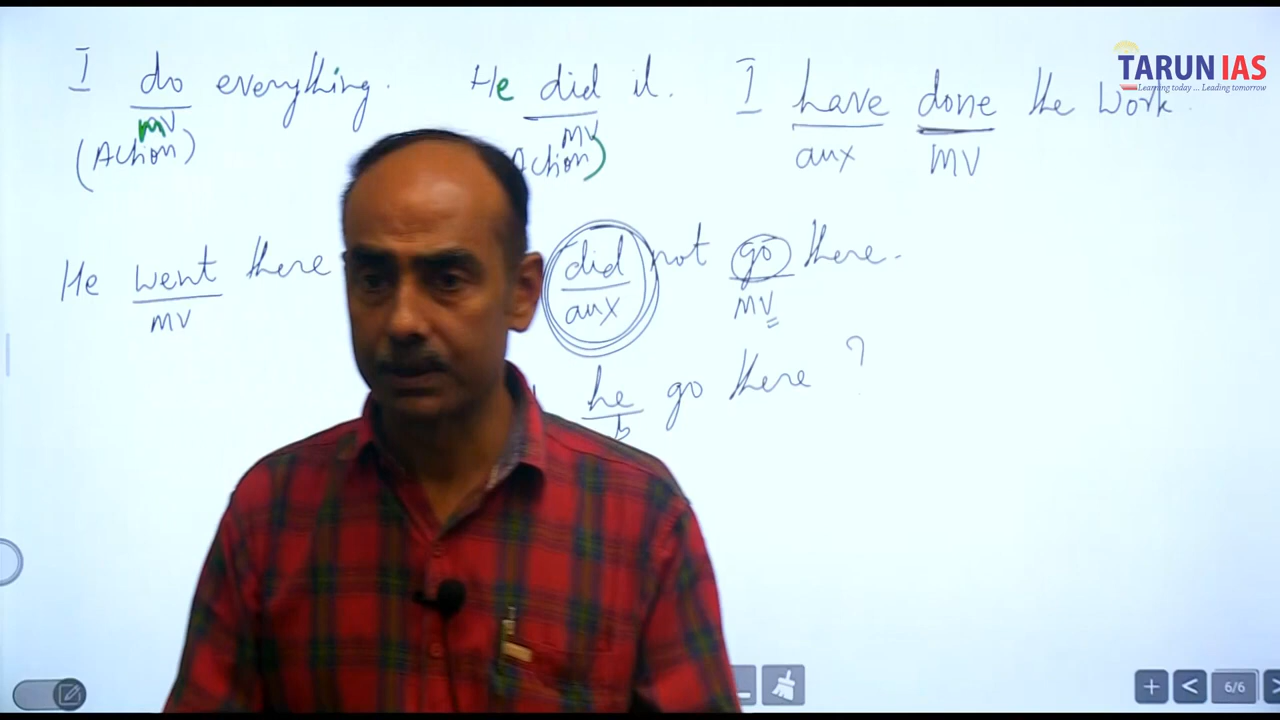 I do everything. He did it. I have done the Work.
mv MV aux MV
(Action) Action)
He went there did not go there.
MV aux MV
he go there ?
b
TARUN IAS
Learning today ... Leading tomorrow
6/6